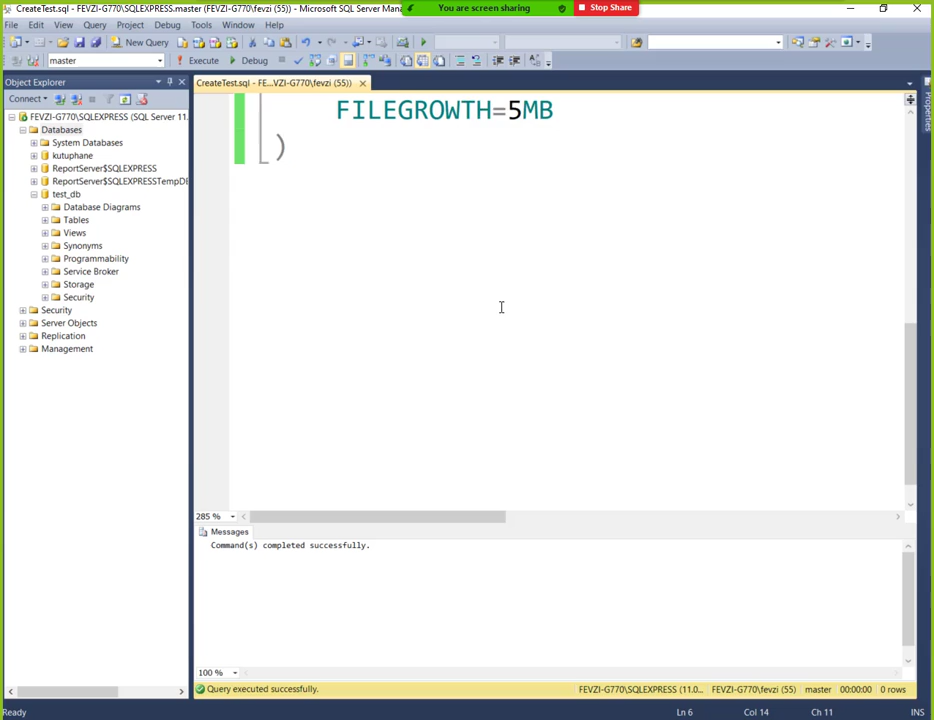 CreateTest.sql - FEVZI-G770\SQLEXPRESS.master (FEVZI-G770\fevzi (55)) - Microsoft SQL Server Man
You are screen sharing
Stop Share
File Edit View Query Project Debug Tools Window Help
New Query
master
Execute
Debug
Object Explorer
CreateTest.sql - FE...VZI-G770\fevzi (55))
Properties
Connect
FEVZI-G770\SQLEXPRESS (SQL Server 11.
Databases
System Databases
kutuphane
ReportServer$SQLEXPRESS
ReportServer$SQLEXPRESSTempDB
test_db
Database Diagrams
Tables
Views
Synonyms
Programmability
Service Broker
Storage
Security
Security
Server Objects
Replication
Management
FILEGROWTH=5MB
)
285 %
Messages
Command(s) completed successfully.
100 %
Query executed successfully.
FEVZI-G770\SQLEXPRESS (11.0... FEVZI-G770\fevzi (55) master 00:00:00 0 rows
Ready
Ln 6 Col 14 Ch 11 INS